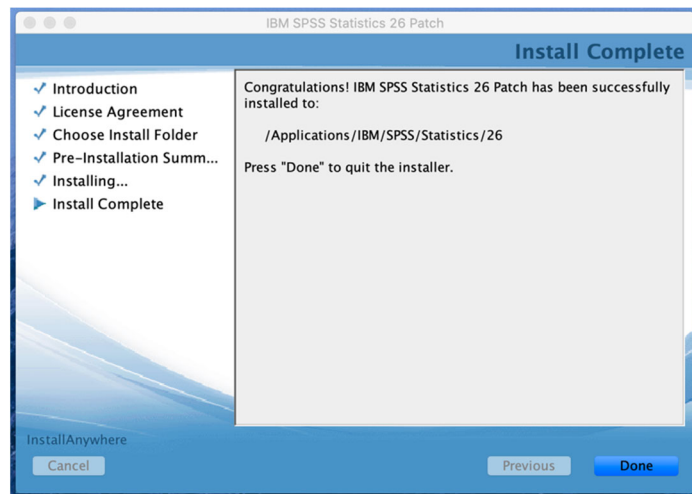 IBM SPSS Statistics 26 Patch
Install Complete
Introduction
License Agreement
Choose Install Folder
Pre-Installation Summ...
Installing...
Install Complete
Congratulations! IBM SPSS Statistics 26 Patch has been successfully
installed to:
/Applications/IBM/SPSS/Statistics/26
Press "Done" to quit the installer.
InstallAnywhere
Cancel
Previous
Done